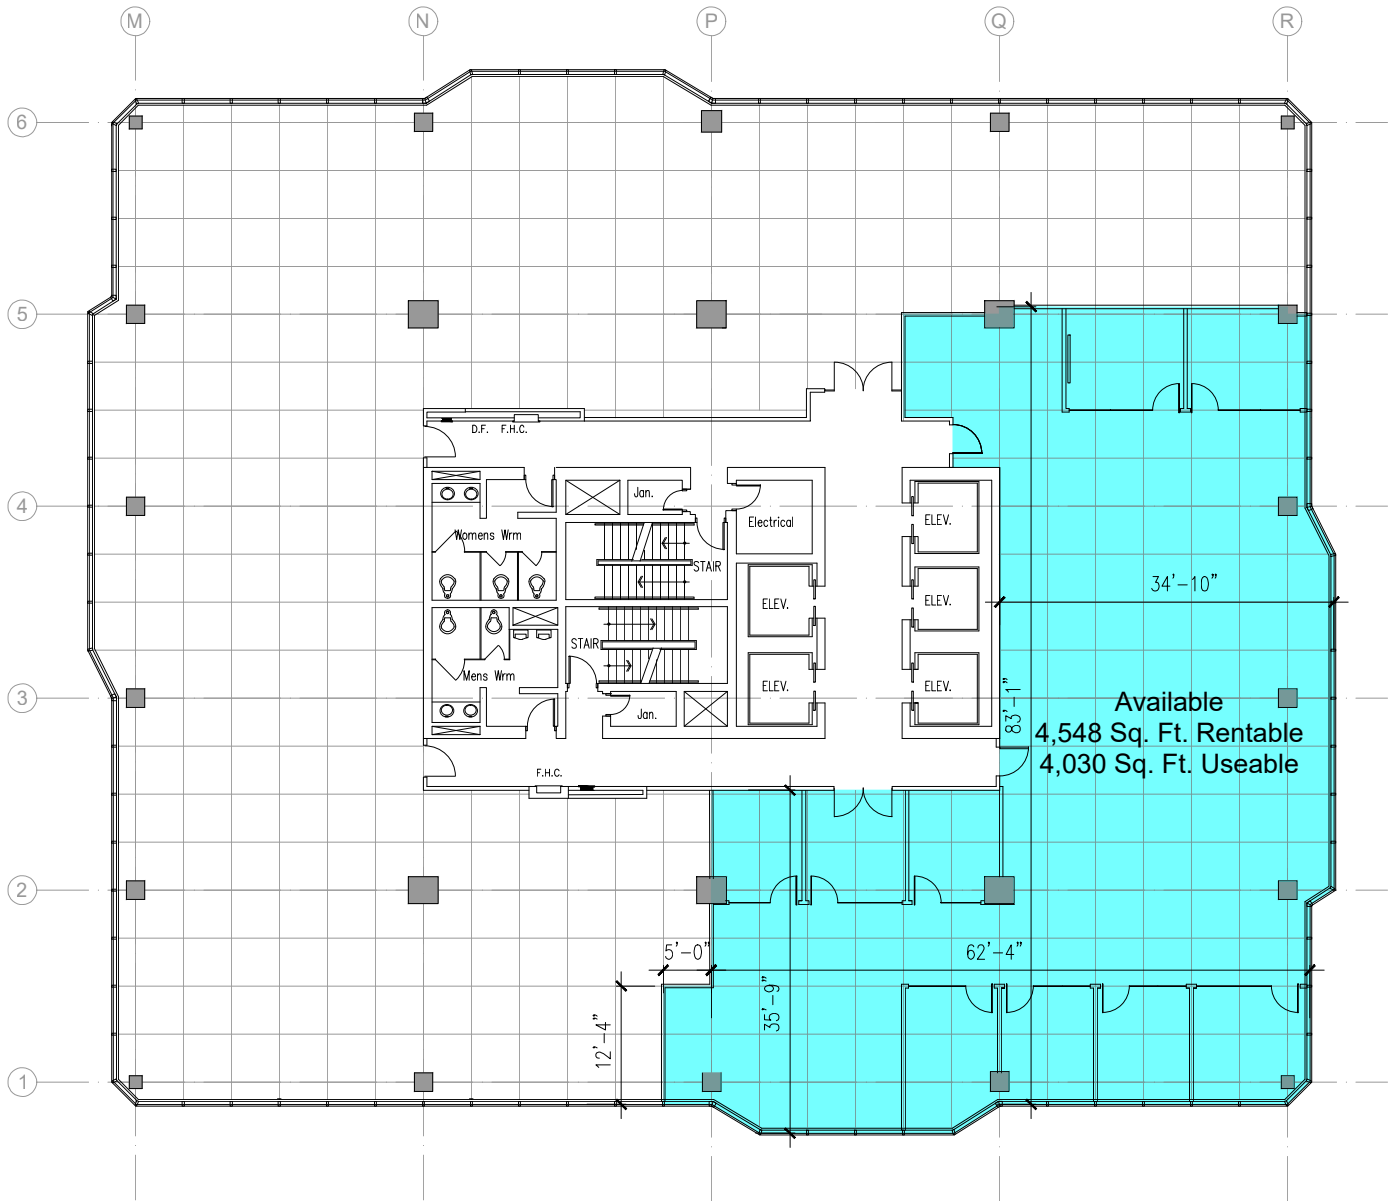 M
N
P
Q
R
6
5
D.F.
F.H.C.
4
Jan.
Electrical
ELEV.
Womens Wrm
STAIR
34'-10"
ELEV.
ELEV.
STAIR
Mens Wrm
ELEV.
ELEV.
3
83'-1"
Jan.
Available
4,548 Sq. Ft. Rentable
4,030 Sq. Ft. Useable
F.H.C.
2
5'-0"
62'-4"
35'-9"
12'-4"
1